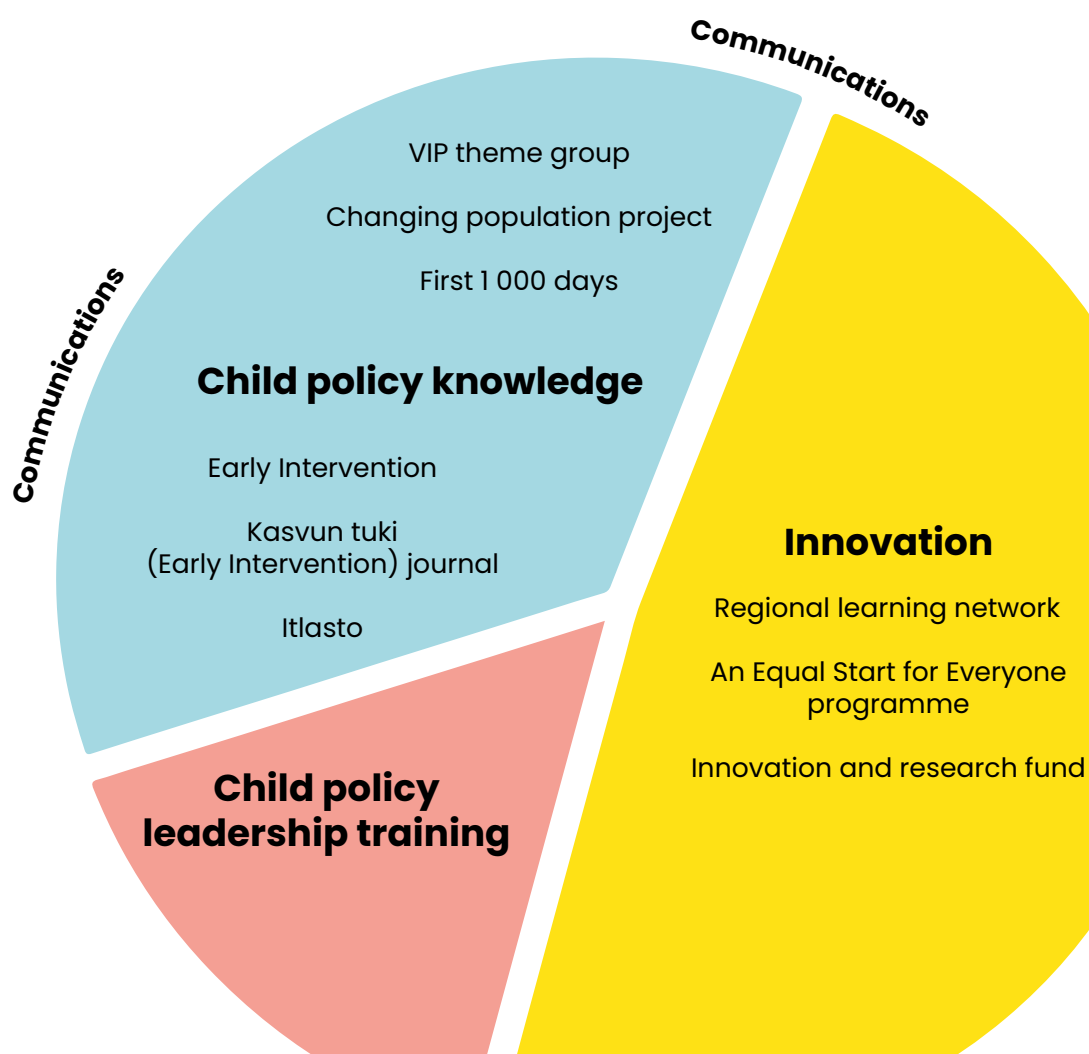 Communications
Communications
VIP theme group
Changing population project
First 1 000 days
Child policy knowledge
Early Intervention
Kasvun tuki
(Early Intervention) journal
Itlasto
Innovation
Regional learning network
An Equal Start for Everyone
programme
Innovation and research fund
Child policy
leadership training